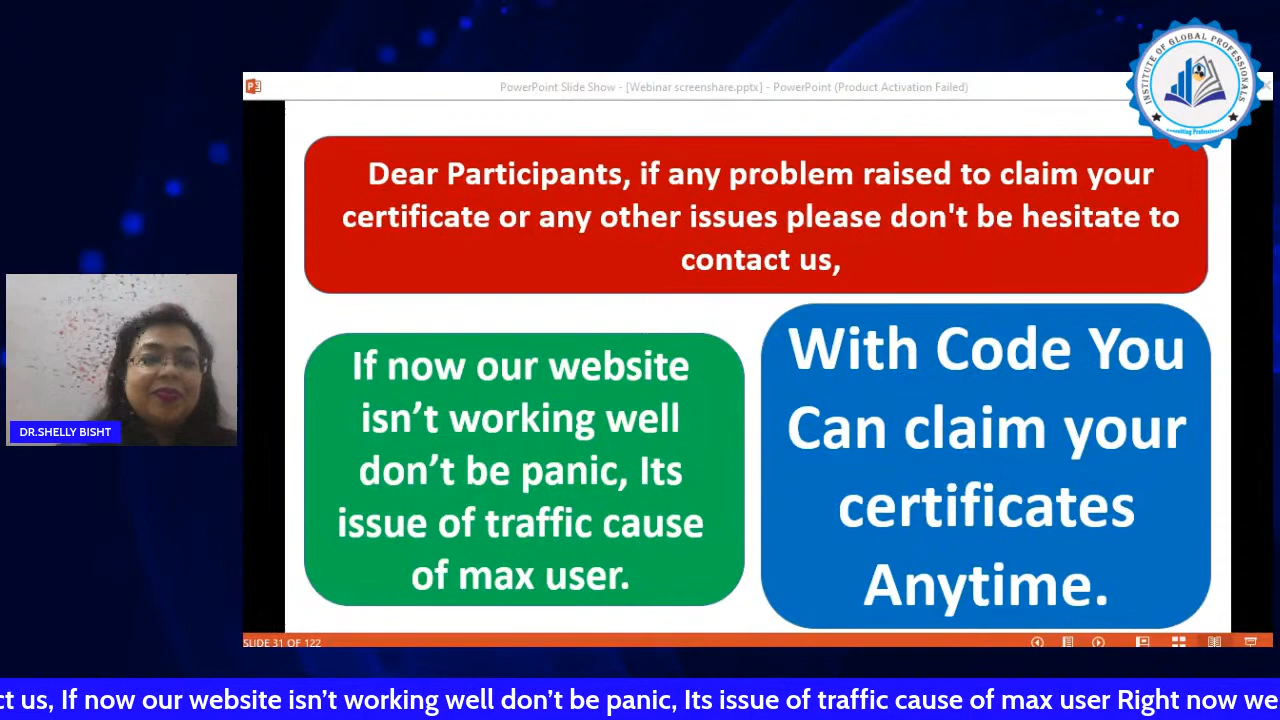 INSTITUTE OF GLOBAL PROFESSIONALS
PowerPoint Slide Show - [Webinar screenshare.pptx] - PowerPoint (Product Activation Failed)
Dear Participants, if any problem raised to claim your
certificate or any other issues please don't be hesitate to
contact us,
If now our website
isn’t working well
don’t be panic, Its
issue of traffic cause
of max user.
With Code You
Can claim your
certificates
Anytime.
DR.SHELLY BISHT
SLIDE 31 OF 122
ct us, If now our website isn’t working well don’t be panic, Its issue of traffic cause of max user Right now we